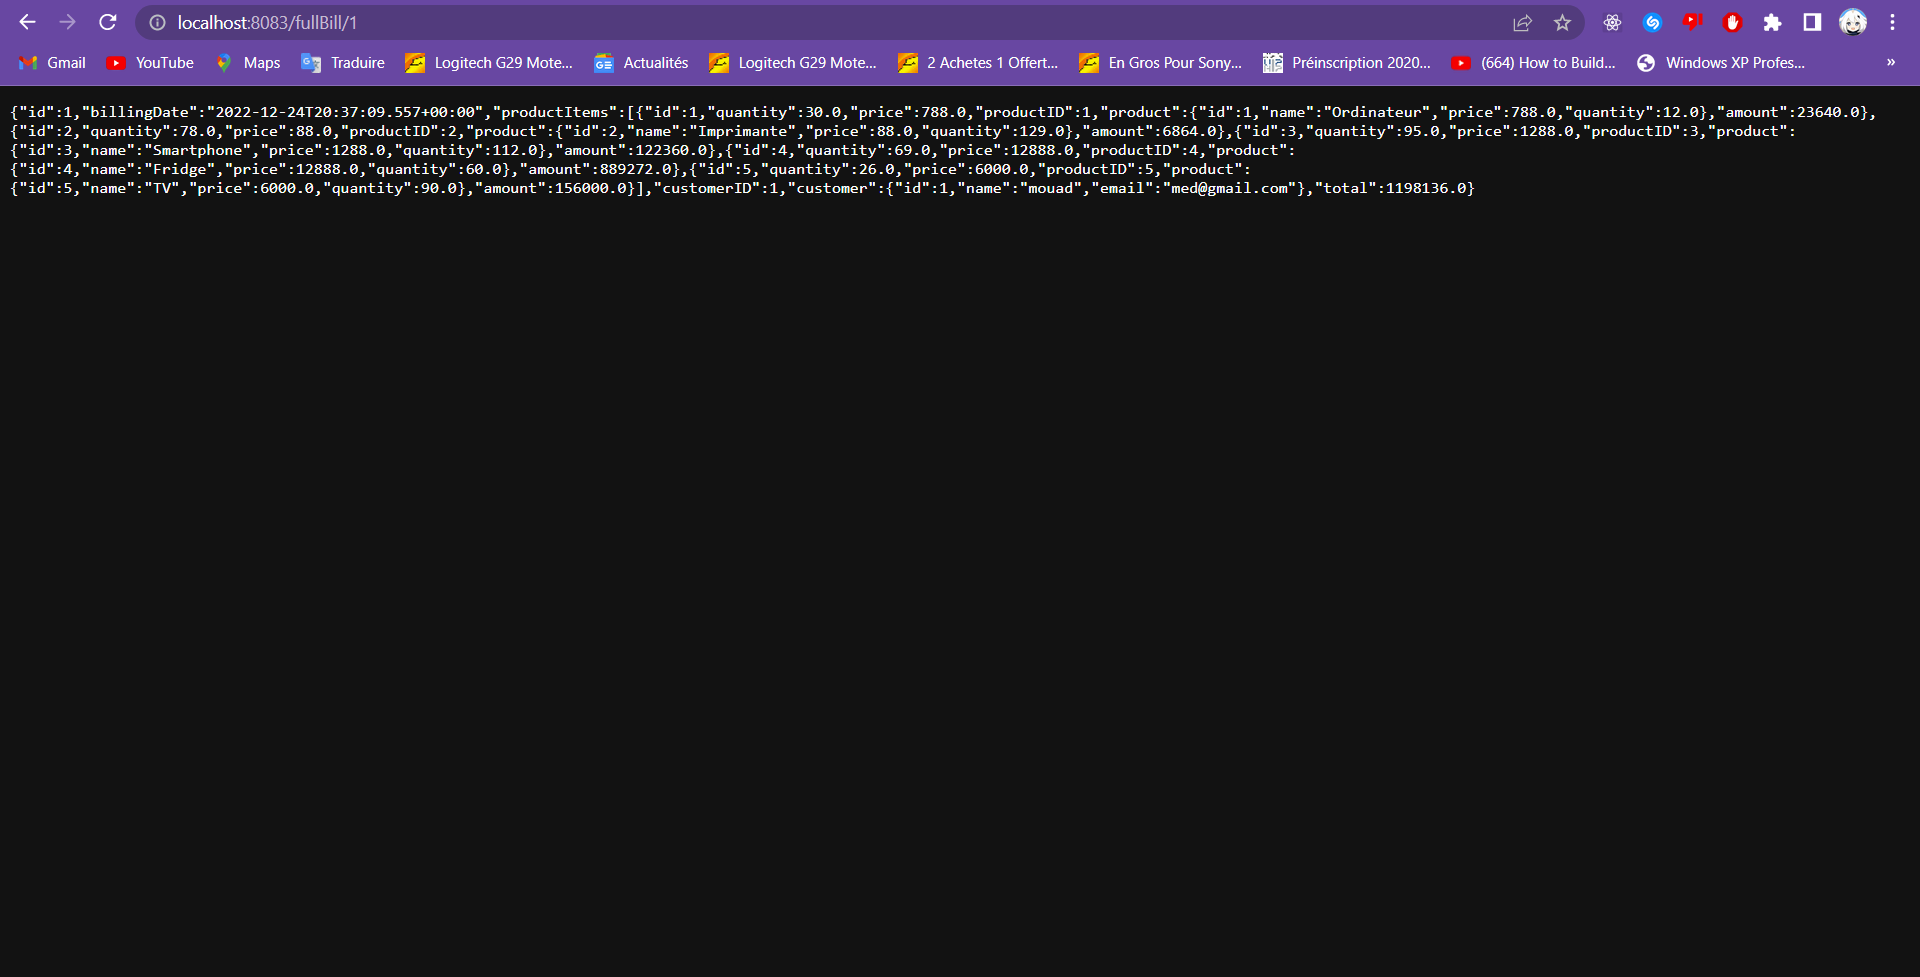 localhost:8083/fullBill/1
Gmail YouTube Maps Traduire Logitech G29 Mote... Actualités Logitech G29 Mote... 2 Achetes 1 Offert... En Gros Pour Sony... Préinscription 2020... (664) How to Build... Windows XP Profes... »
{"id":1,"billingDate":"2022-12-24T20:37:09.557+00:00","productItems":[{"id":1,"quantity":30.0,"price":788.0,"productID":1,"product":{"id":1,"name":"Ordinateur","price":788.0,"quantity":12.0},"amount":23640.0},
{"id":2,"quantity":78.0,"price":88.0,"productID":2,"product":{"id":2,"name":"Imprimante","price":88.0,"quantity":129.0},"amount":6864.0},{"id":3,"quantity":95.0,"price":1288.0,"productID":3,"product":
{"id":3,"name":"Smartphone","price":1288.0,"quantity":112.0},"amount":122360.0},{"id":4,"quantity":69.0,"price":12888.0,"productID":4,"product":
{"id":4,"name":"Fridge","price":12888.0,"quantity":60.0},"amount":889272.0},{"id":5,"quantity":26.0,"price":6000.0,"productID":5,"product":
{"id":5,"name":"TV","price":6000.0,"quantity":90.0},"amount":156000.0}],"customerID":1,"customer":{"id":1,"name":"mouad","email":"med@gmail.com"},"total":1198136.0}